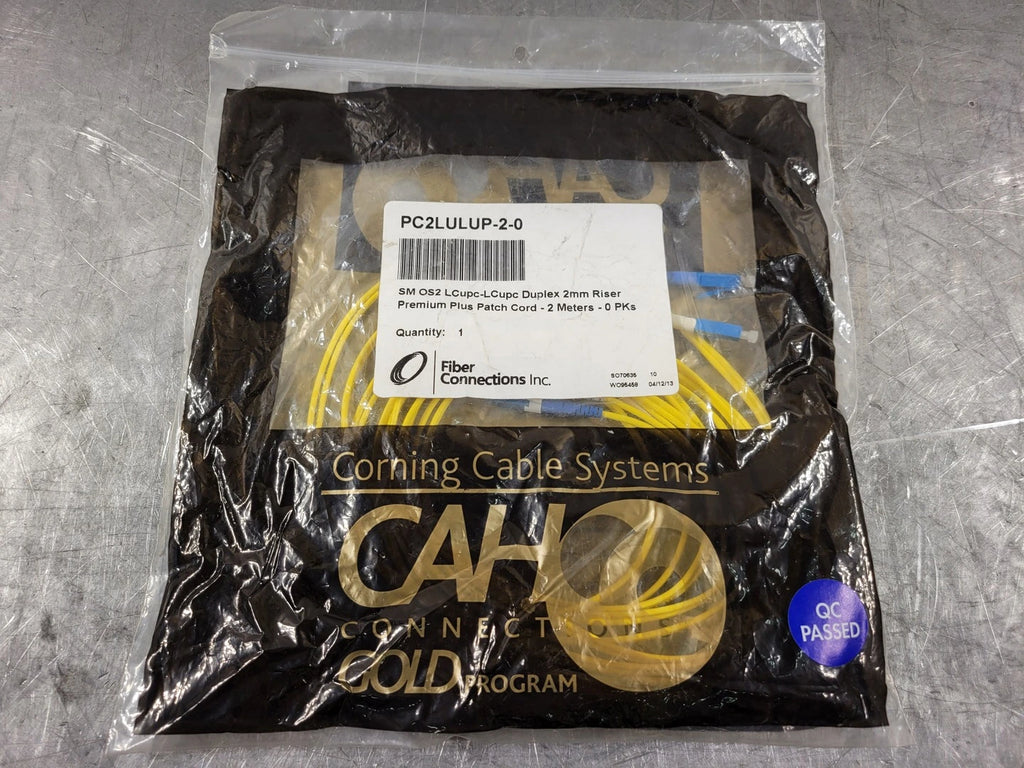 PC2LULUP-2-0
SM OS2 LCupc-LCupc Duplex 2mm Riser
Premium Plus Patch Cord - 2 Meters - 0 PKs
Quantity: 1
Fiber
Connections Inc.
SO70635 10
WO95458 04/12/13
Corning Cable Systems
CAH
CONNECTIONS
GOLD PROGRAM
QC
PASSED